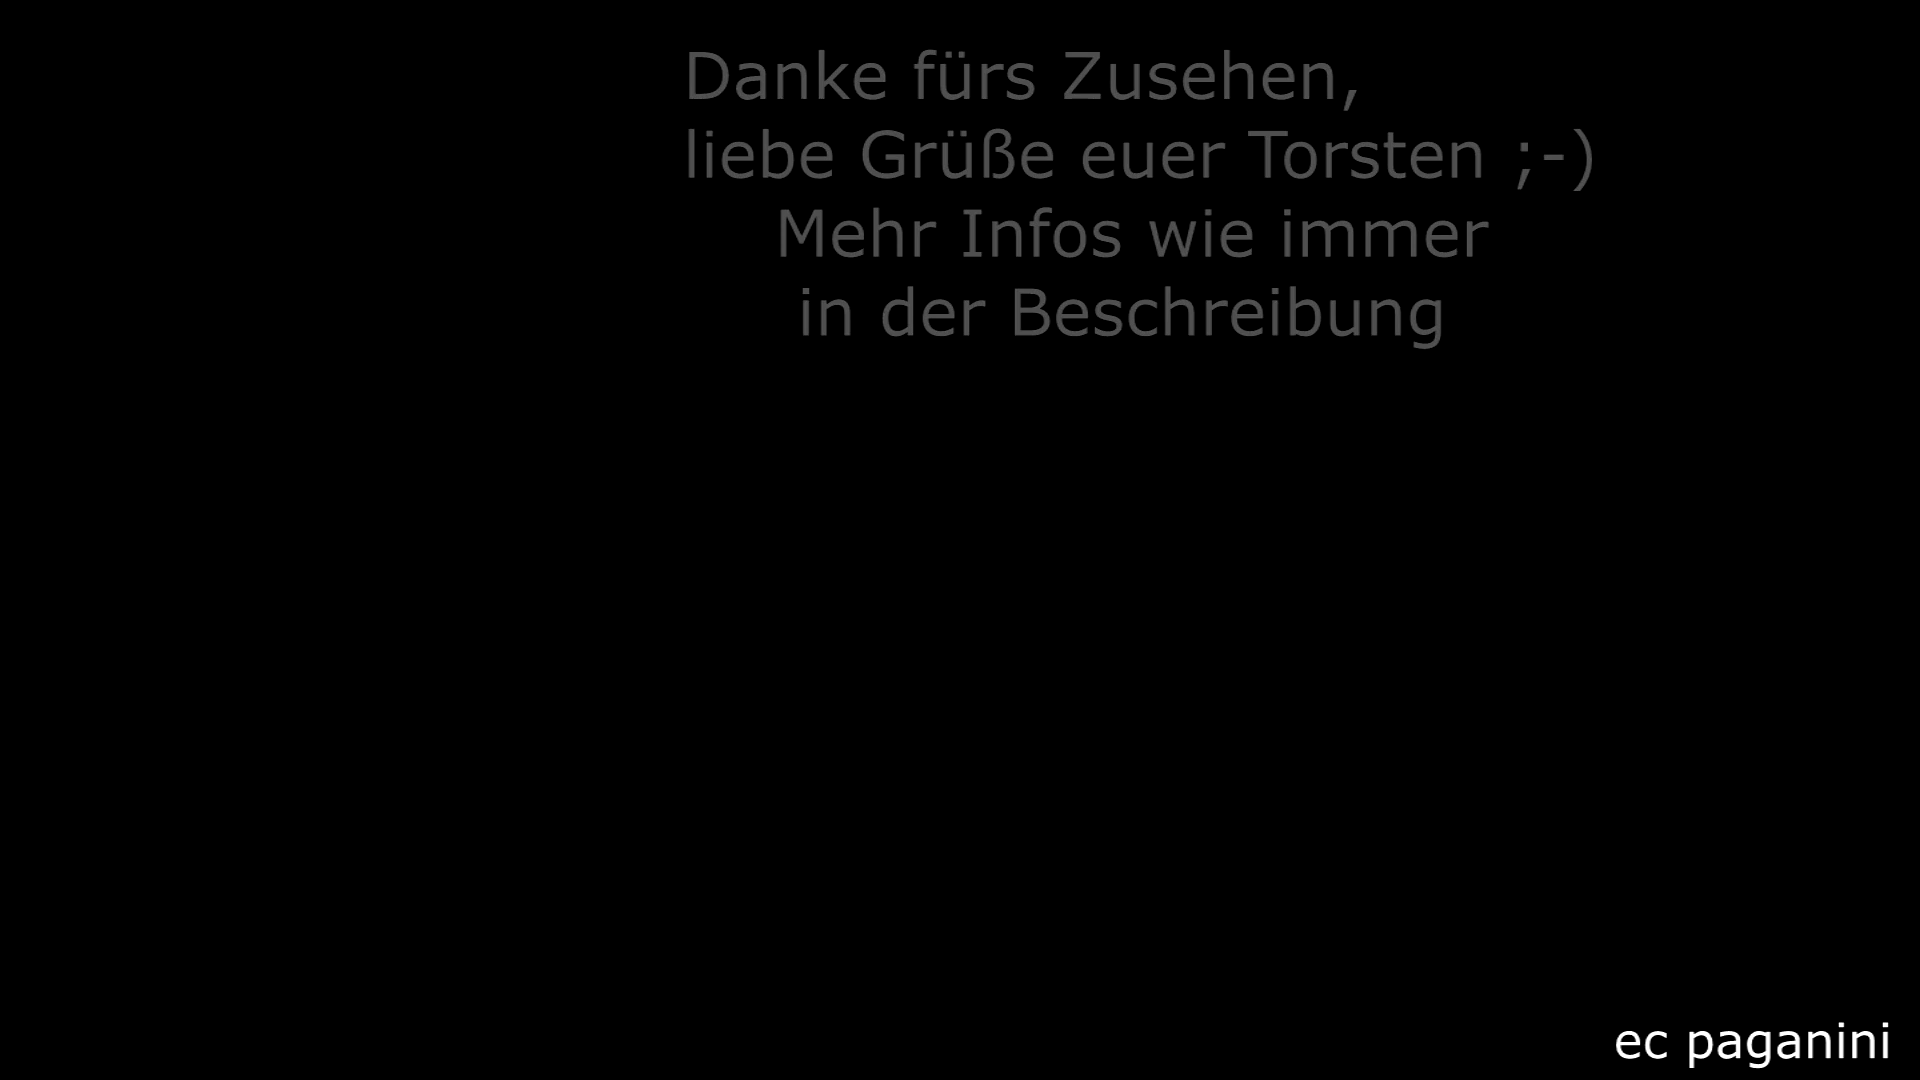 Danke fürs Zusehen,
liebe Grüße euer Torsten ;-)
Mehr Infos wie immer
in der Beschreibung
ec paganini